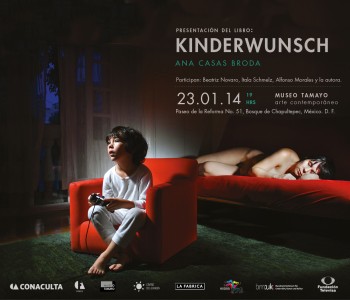 PRESENTACIÓN DEL LIBRO:
KINDERWUNSCH
ANA CASAS BRODA
Participan: Beatriz Novaro, Itala Schmelz, Alfonso Morales y la autora.
23.01.14 19 HRS
MUSEO TAMAYO
arte contemporáneo
Paseo de la Reforma No. 51, Bosque de Chapultepec, México. D. F.
CONACULTA
LA FABRICA
Fundación
Televisa